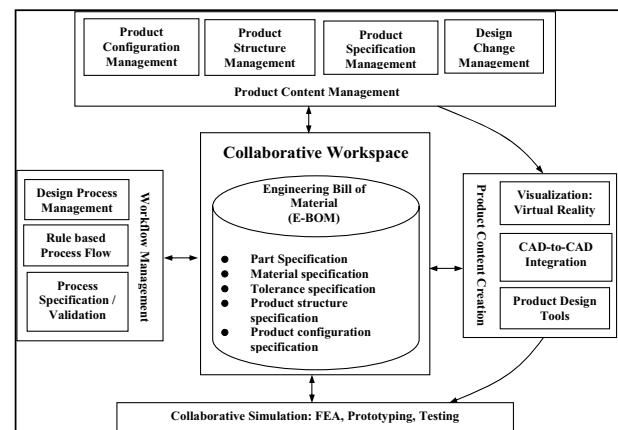 Product
Configuration
Management
Product
Structure
Management
Product
Specification
Management
Design
Change
Management
Product Content Management
Collaborative Workspace
Engineering Bill of
Material
(E-BOM)
● Part Specification
● Material specification
● Tolerance specification
● Product structure
specification
● Product configuration
specification
Design Process
Management
Rule based
Process Flow
Process
Specification /
Validation
Workflow Management
Product Content Creation
Visualization:
Virtual Reality
CAD-to-CAD
Integration
Product Design
Tools
Collaborative Simulation: FEA, Prototyping, Testing